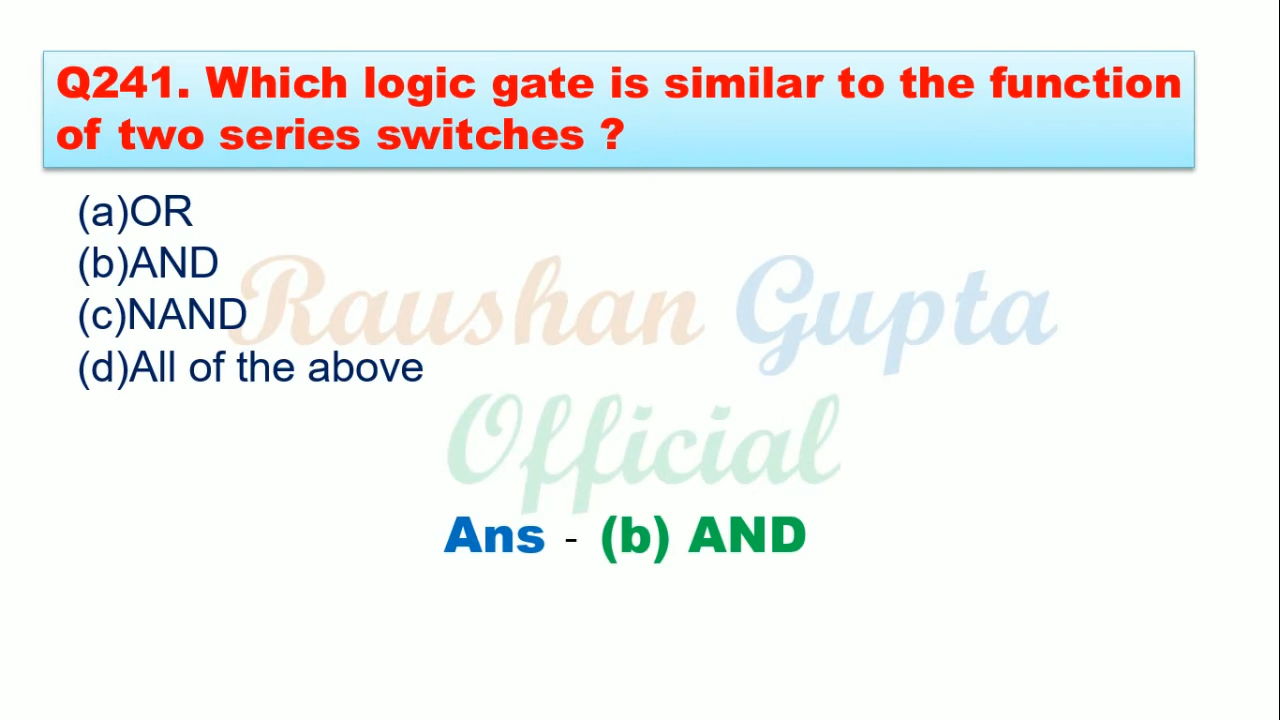 Q241. Which logic gate is similar to the function
of two series switches ?
(a)OR
(b)AND
(c)NAND
(d)All of the above
Raushan Gupta
Official
Ans - (b) AND